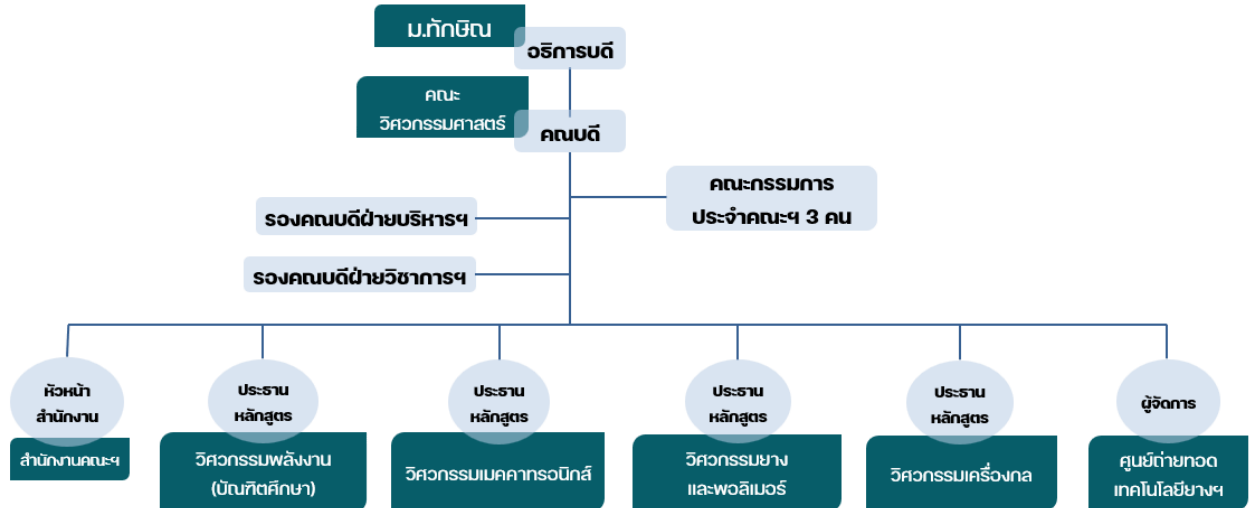 ม.ทักษิณ
อธิการบดี
คณะ
วิศวกรรมศาสตร์
คณบดี
คณะกรรมการ
ประจำคณะฯ 3 คน
รองคณบดีฝ่ายบริหารฯ
รองคณบดีฝ่ายวิชาการฯ
หัวหน้า
สำนักงาน
สำนักงานคณะฯ
ประธาน
หลักสูตร
วิศวกรรมพลังงาน
(บัณฑิตศึกษา)
ประธาน
หลักสูตร
วิศวกรรมเมคคาทรอนิกส์
ประธาน
หลักสูตร
วิศวกรรมยาง
และพอลิเมอร์
ประธาน
หลักสูตร
วิศวกรรมเครื่องกล
ผู้จัดการ
ศูนย์ถ่ายทอด
เทคโนโลยียางฯ